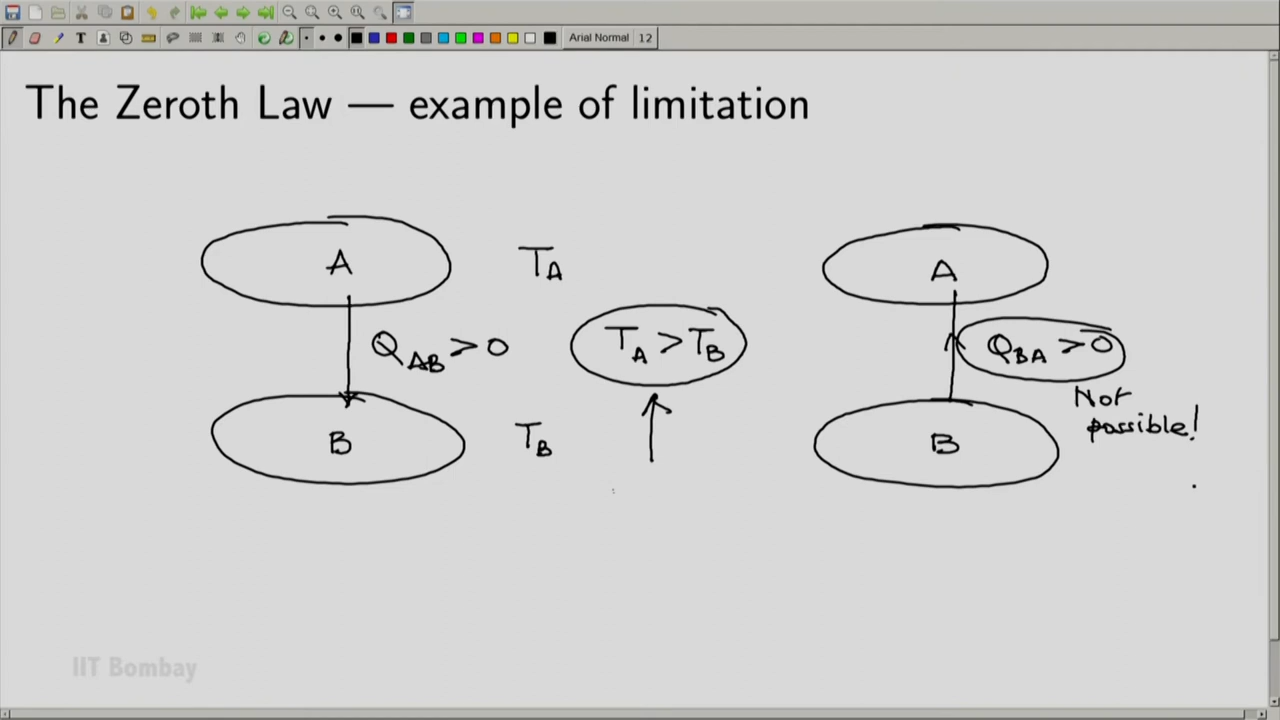 Arial Normal 12
The Zeroth Law — example of limitation
A
T_A
Q_AB > 0
T_A > T_B
B
T_B
A
Q_BA > 0
Not
possible!
B
IIT Bombay